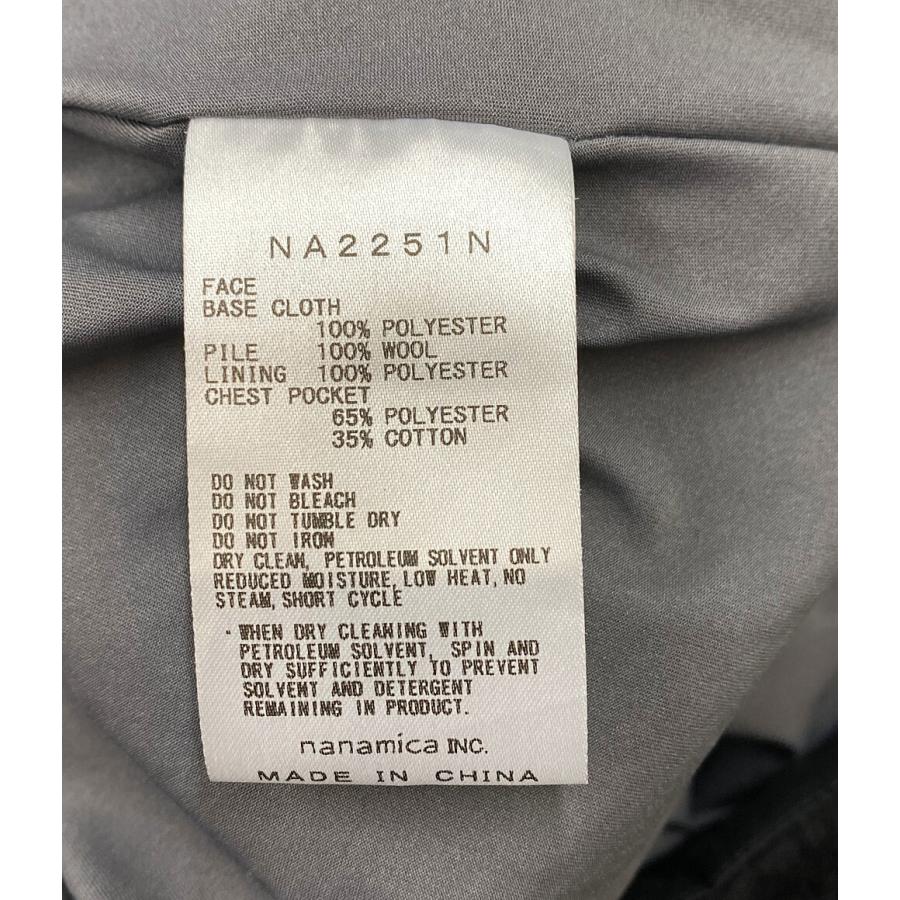 NA2251N
FACE
BASE CLOTH
100% POLYESTER
PILE 100% WOOL
LINING 100% POLYESTER
CHEST POCKET
65% POLYESTER
35% COTTON
DO NOT WASH
DO NOT BLEACH
DO NOT TUMBLE DRY
DO NOT IRON
DRY CLEAN, PETROLEUM SOLVENT ONLY
REDUCED MOISTURE, LOW HEAT, NO
STEAM, SHORT CYCLE
・WHEN DRY CLEANING WITH
PETROLEUM SOLVENT, SPIN AND
DRY SUFFICIENTLY TO PREVENT
SOLVENT AND DETERGENT
REMAINING IN PRODUCT.
nanamica INC.
MADE IN CHINA